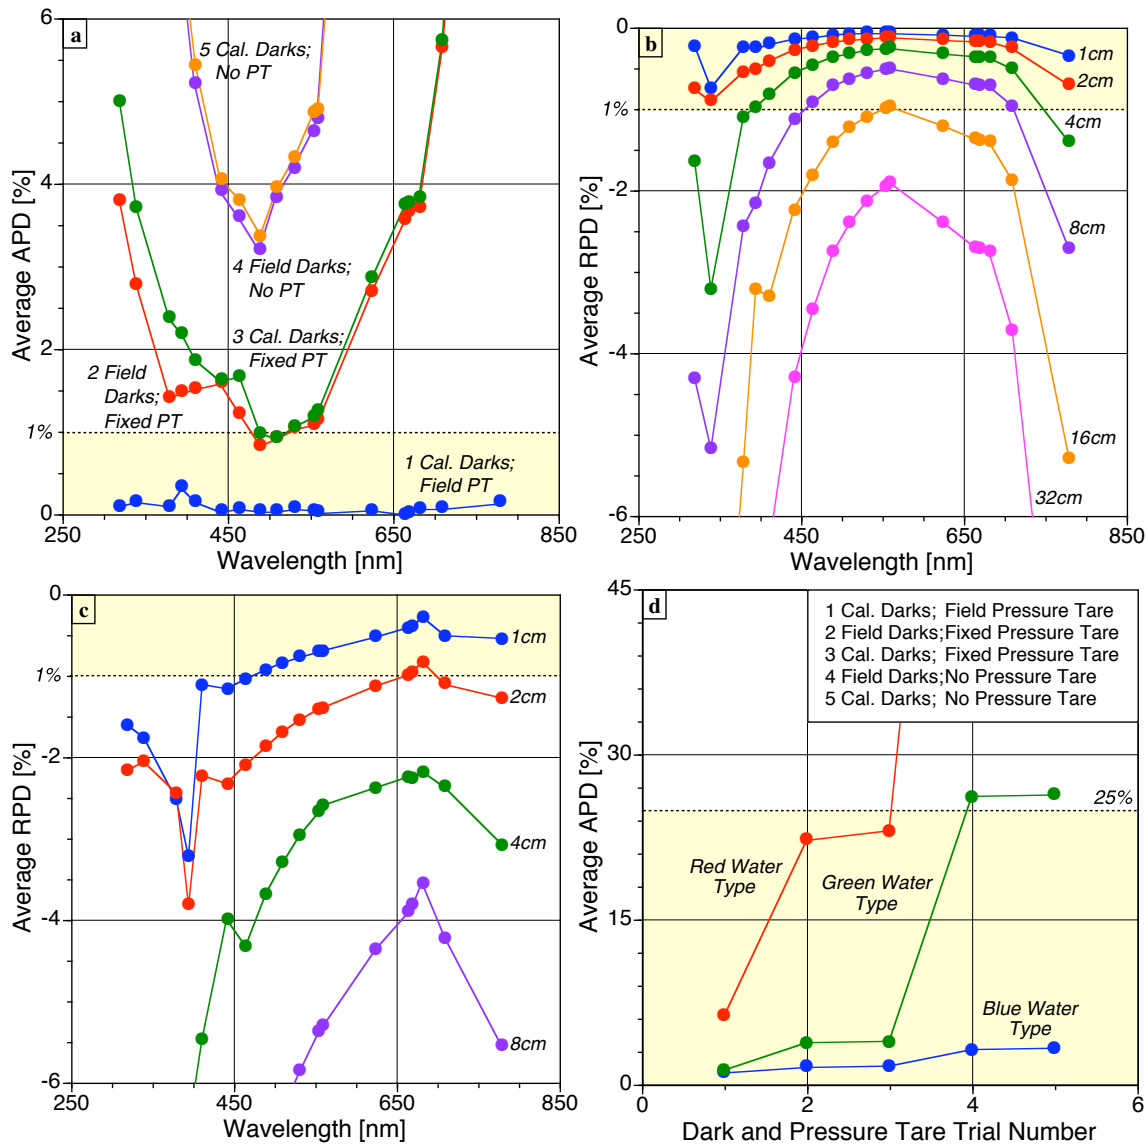 a
6
4
2
1%
0
250
450
650
850
Average APD [%]
Wavelength [nm]
5 Cal. Darks;
No PT
4 Field Darks;
No PT
3 Cal. Darks;
Fixed PT
2 Field
Darks;
Fixed PT
1 Cal. Darks;
Field PT
b
0
1%
-2
-4
-6
250
450
650
850
Average RPD [%]
Wavelength [nm]
1cm
2cm
4cm
8cm
16cm
32cm
c
0
1%
-2
-4
-6
250
450
650
850
Average RPD [%]
Wavelength [nm]
1cm
2cm
4cm
8cm
d
45
30
15
0
0
2
4
6
Average APD [%]
Dark and Pressure Tare Trial Number
1 Cal. Darks; Field Pressure Tare
2 Field Darks; Fixed Pressure Tare
3 Cal. Darks; Fixed Pressure Tare
4 Field Darks; No Pressure Tare
5 Cal. Darks; No Pressure Tare
25%
Red Water
Type
Green Water
Type
Blue Water
Type